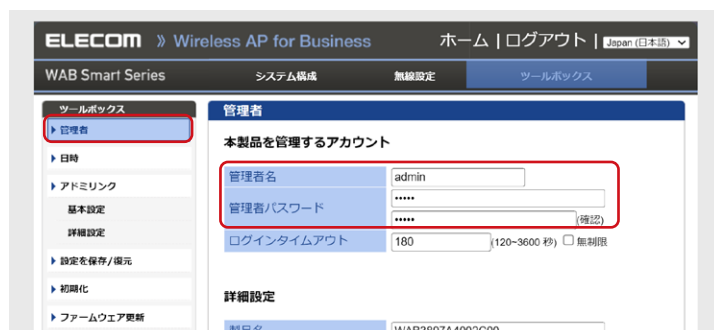 ELECOM » Wireless AP for Business ホーム | ログアウト | Japan (日本語)
WAB Smart Series システム構成 無線設定 ツールボックス
ツールボックス
管理者
日時
アドミリンク
基本設定
詳細設定
設定を保存/復元
初期化
ファームウェア更新
管理者
本製品を管理するアカウント
管理者名 admin
管理者パスワード •••••
••••• (確認)
ログインタイムアウト 180 (120~3600 秒) 無制限
詳細設定
製品名